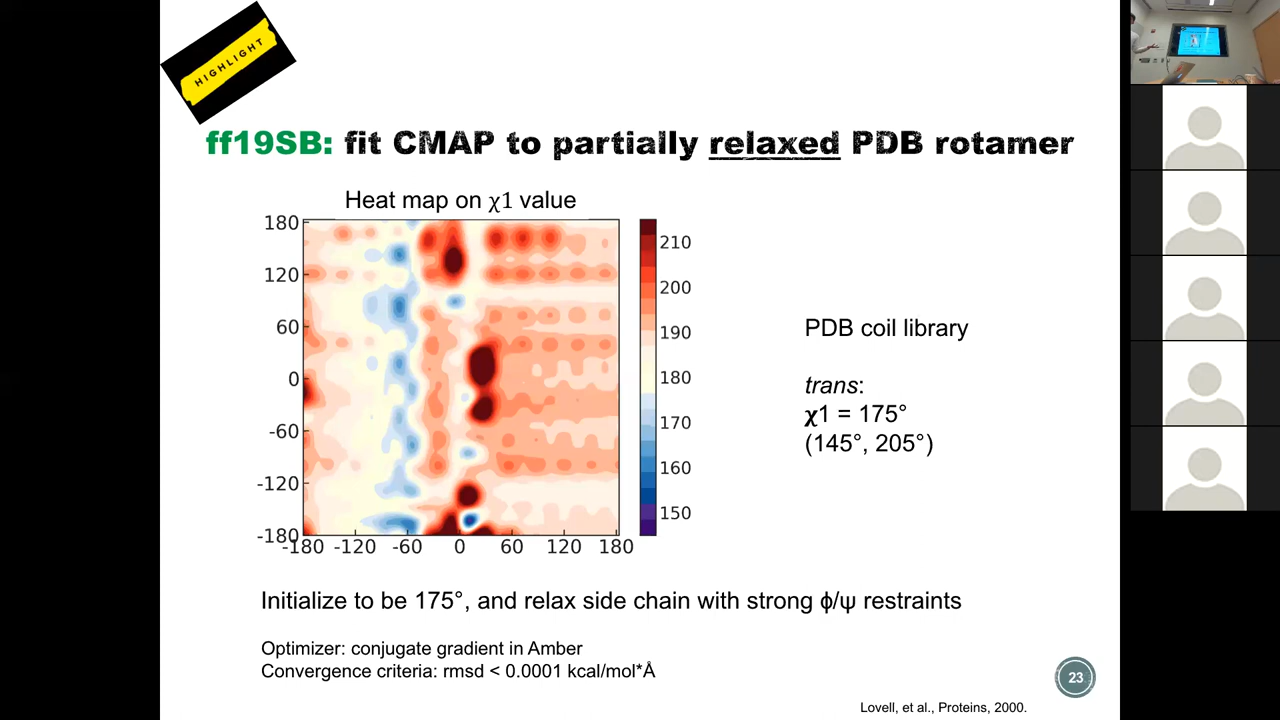 HIGHLIGHT
ff19SB: fit CMAP to partially relaxed PDB rotamer
Heat map on χ1 value
180
120
60
0
-60
-120
-180
-180 -120 -60 0 60 120 180
210
200
190
180
170
160
150
PDB coil library
trans:
χ1 = 175°
(145°, 205°)
Initialize to be 175°, and relax side chain with strong ϕ/ψ restraints
Optimizer: conjugate gradient in Amber
Convergence criteria: rmsd < 0.0001 kcal/mol*Å
23
Lovell, et al., Proteins, 2000.